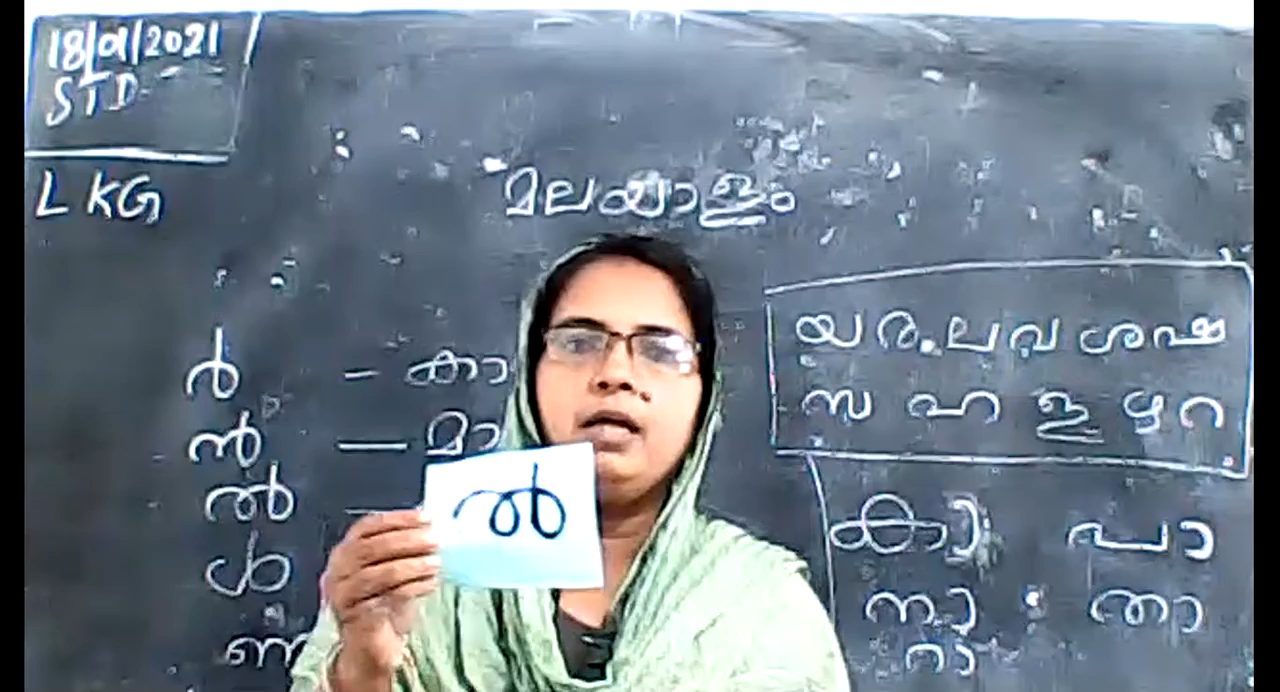 18/01/2021
STD
LKG
മലയാളം
ർ - കാ
ൻ — മാ
ൽ —
ൾ
ൺ
യ ര ല വ ശ ഷ
സ ഹ ള ഴ റ
കാ പാ
നാ താ
റാ
ൽ